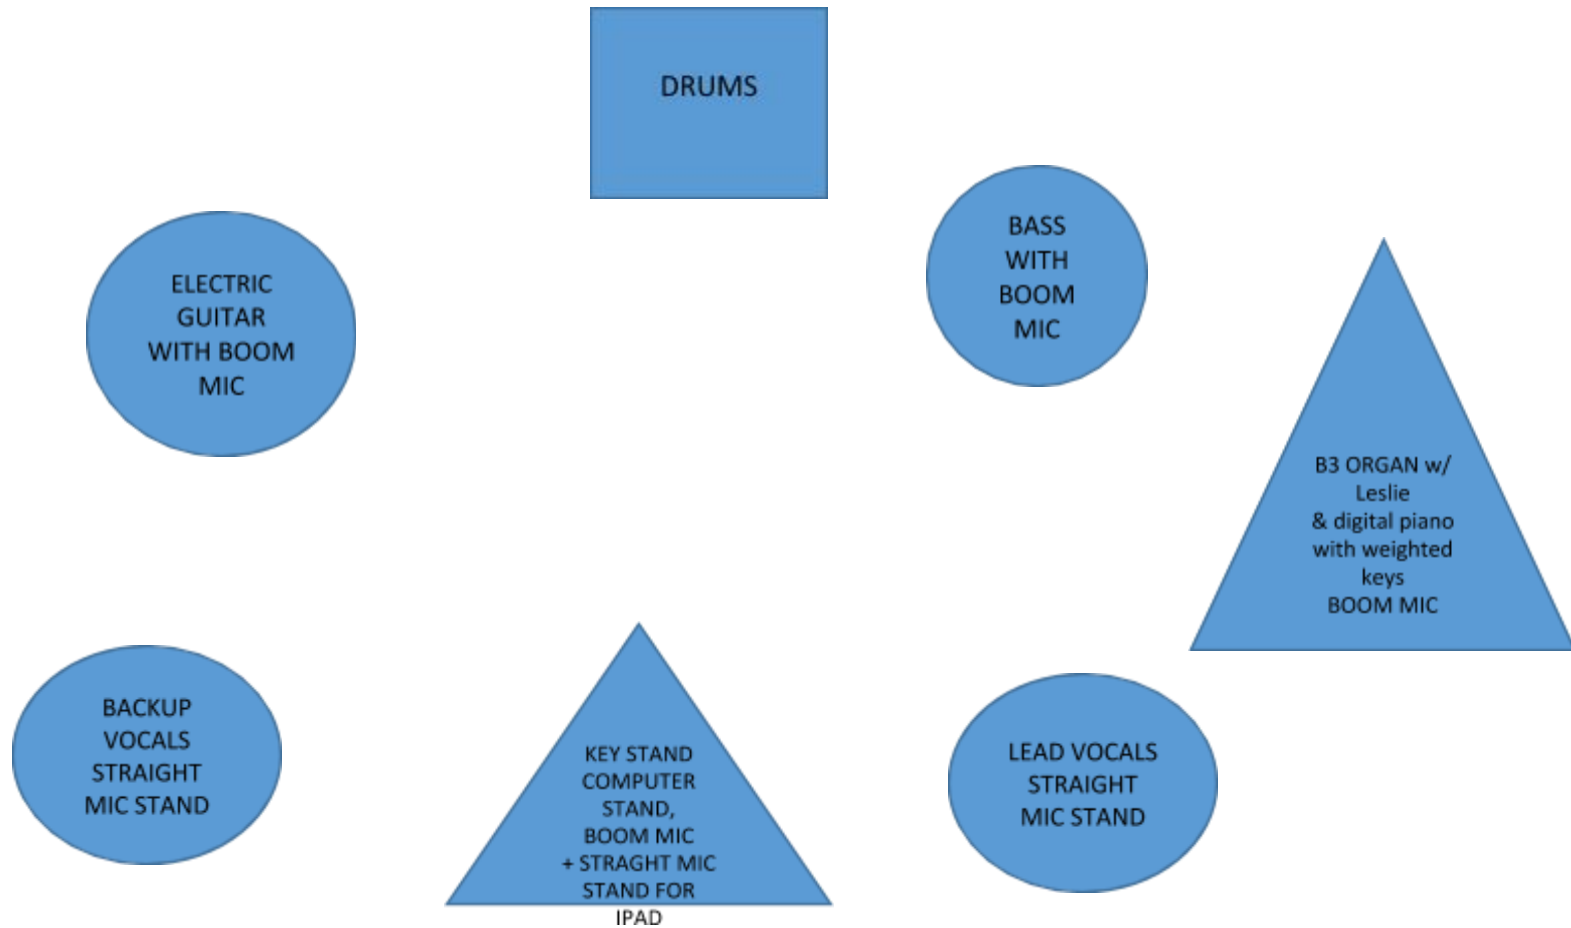 DRUMS
ELECTRIC
GUITAR
WITH BOOM
MIC
BASS
WITH
BOOM
MIC
B3 ORGAN w/
Leslie
& digital piano
with weighted
keys
BOOM MIC
BACKUP
VOCALS
STRAIGHT
MIC STAND
KEY STAND
COMPUTER
STAND,
BOOM MIC
+ STRAGHT MIC
STAND FOR
IPAD
LEAD VOCALS
STRAIGHT
MIC STAND